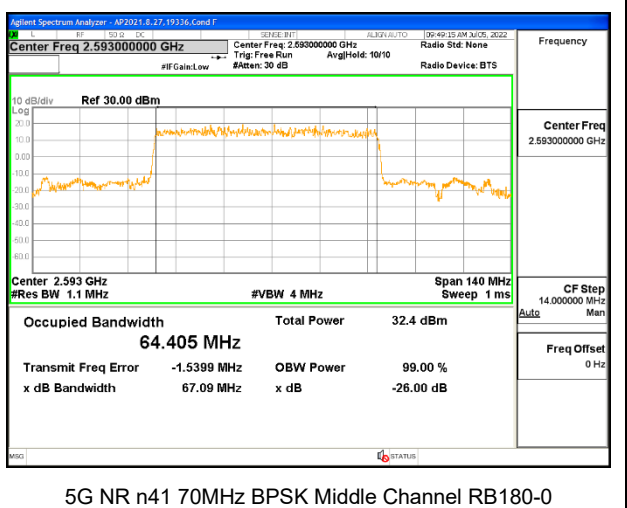 Agilent Spectrum Analyzer - AP2021.8.27,19336,Cond F
L RF 50 Ω DC SENSE:INT ALIGN AUTO 09:49:15 AM Jul 05, 2022
Center Freq 2.593000000 GHz
Center Freq: 2.593000000 GHz
Radio Std: None
Trig: Free Run Avg|Hold: 10/10
#IFGain:Low #Atten: 30 dB Radio Device: BTS
10 dB/div Ref 30.00 dBm
Log
20.0
10.0
0.00
-10.0
-20.0
-30.0
-40.0
-50.0
-60.0
Center 2.593 GHz Span 140 MHz
#Res BW 1.1 MHz #VBW 4 MHz Sweep 1 ms
Occupied Bandwidth Total Power 32.4 dBm
64.405 MHz
Transmit Freq Error -1.5399 MHz OBW Power 99.00 %
x dB Bandwidth 67.09 MHz x dB -26.00 dB
Frequency
Center Freq
2.593000000 GHz
CF Step
14.000000 MHz
Auto Man
Freq Offset
0 Hz
MSG STATUS
5G NR n41 70MHz BPSK Middle Channel RB180-0